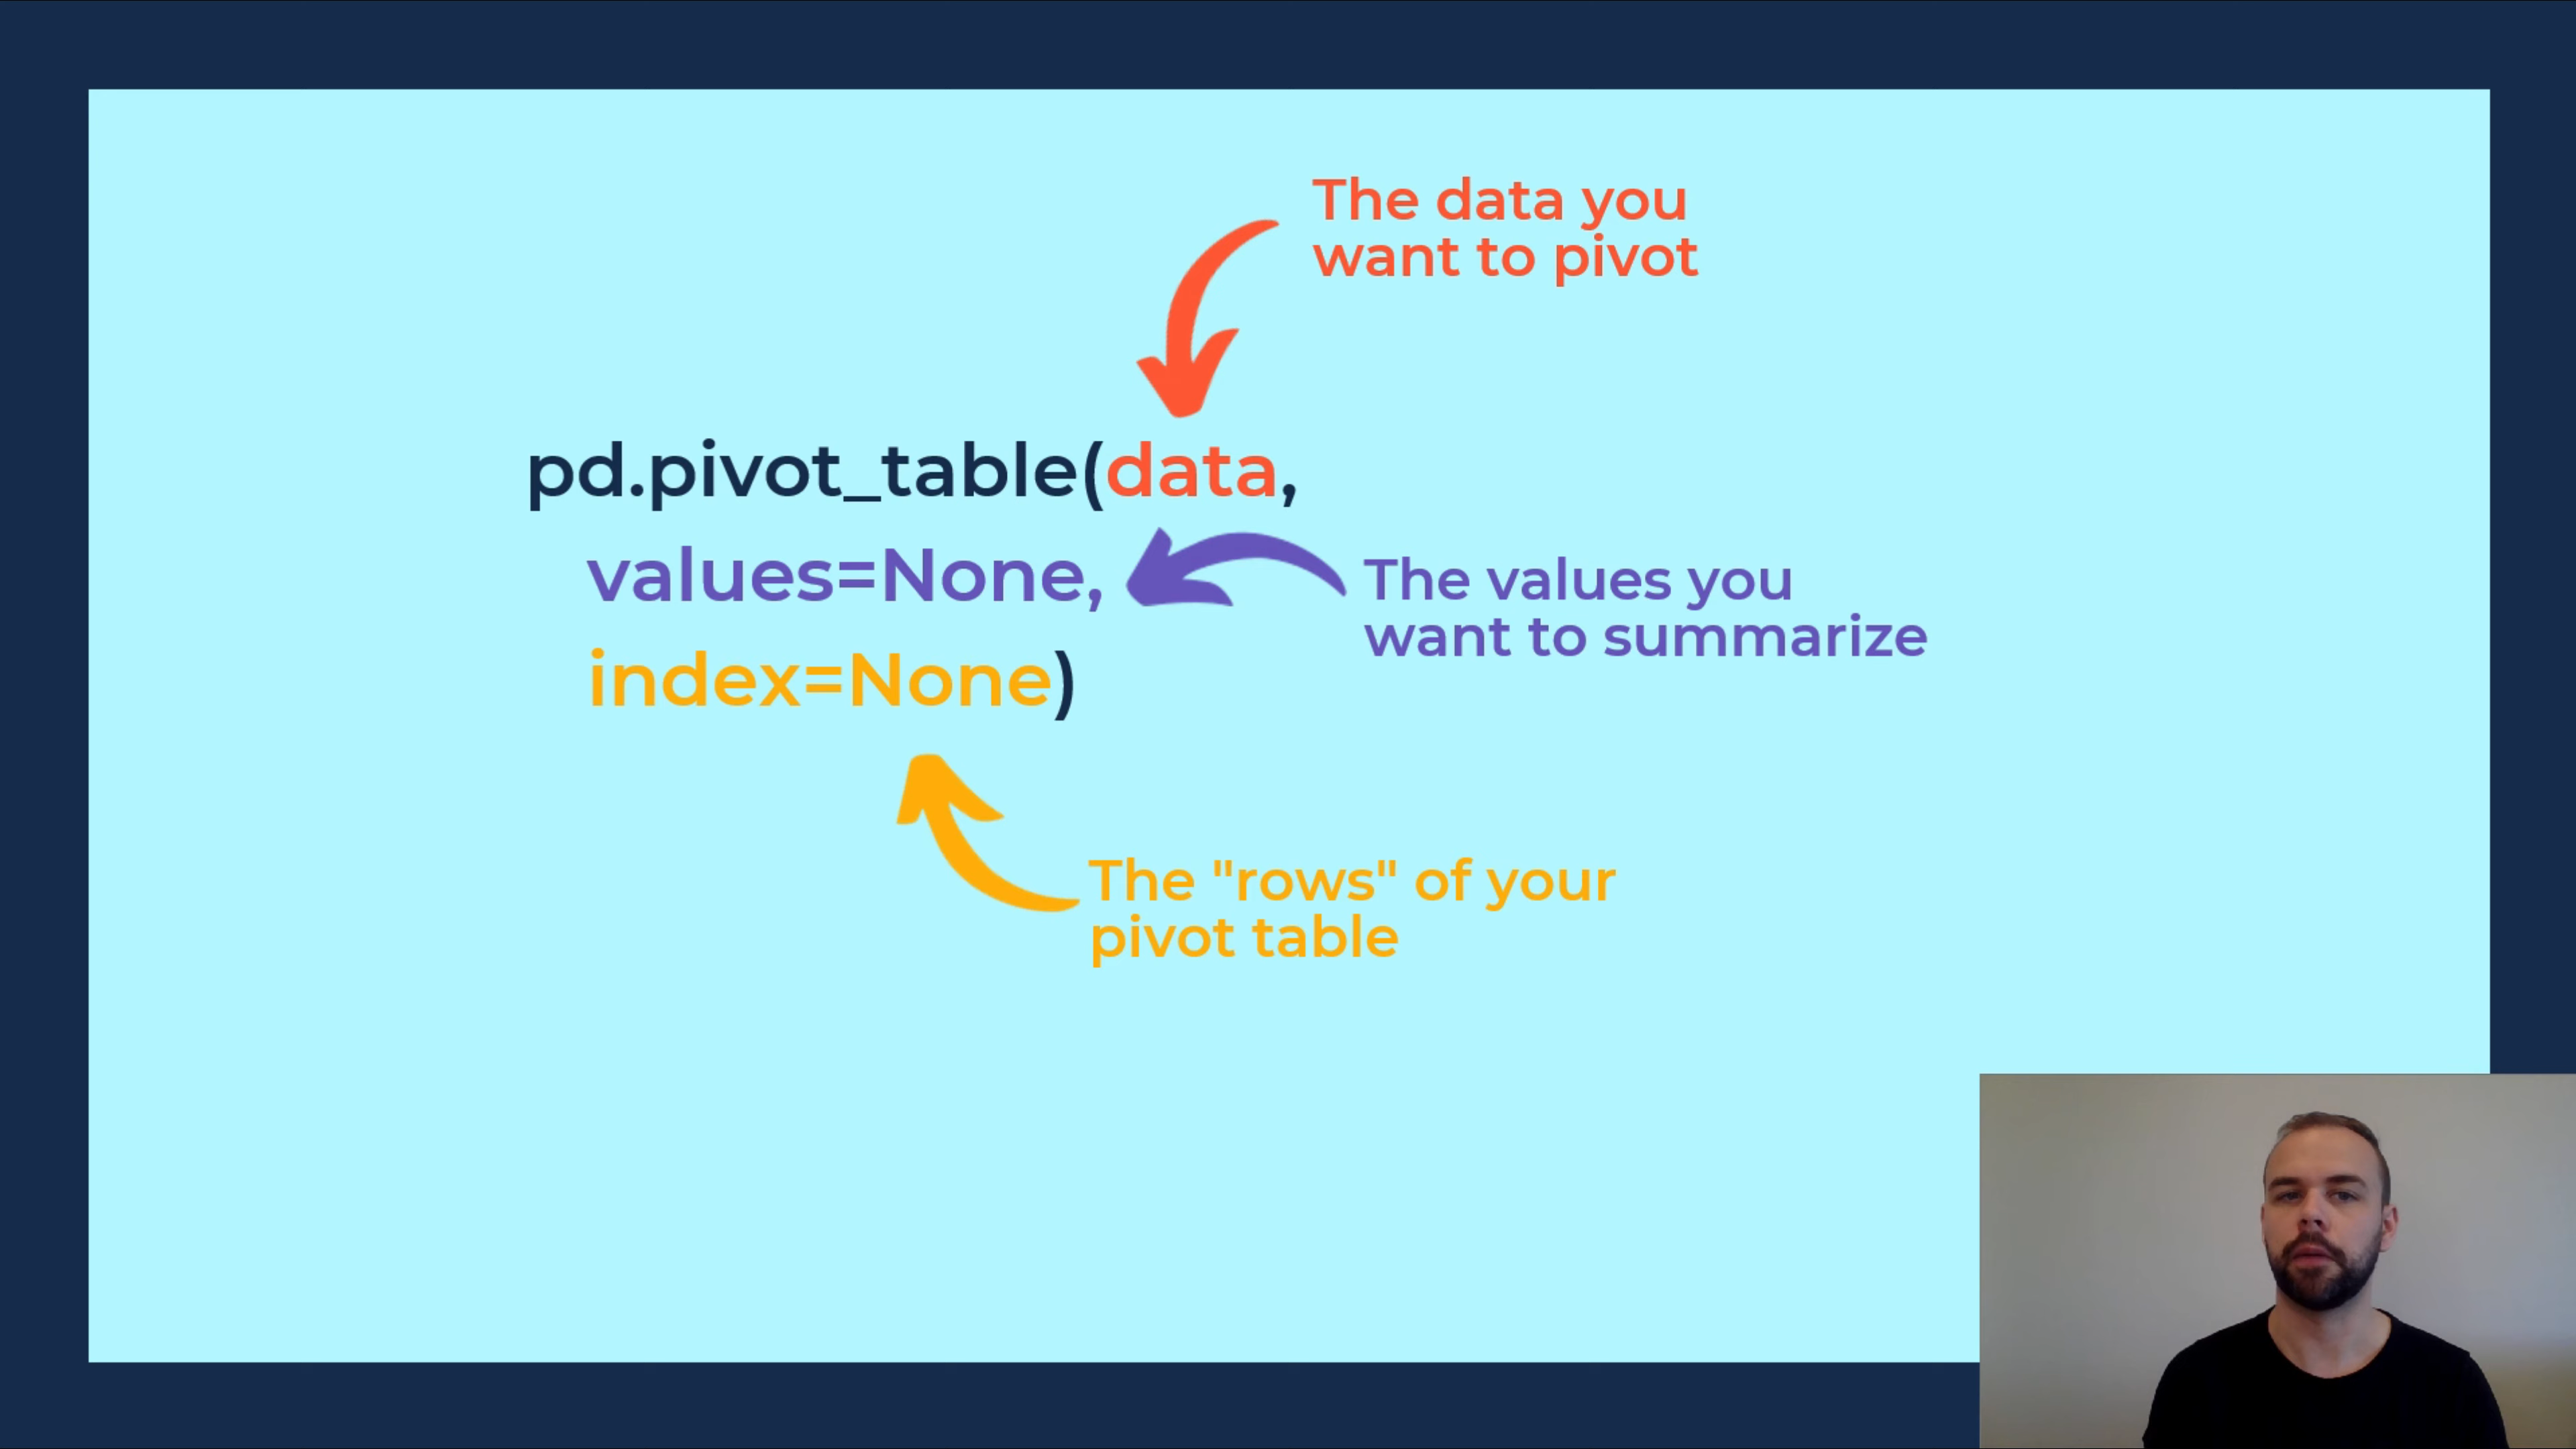 The data you
want to pivot
pd.pivot_table(data,
values=None,
The values you
want to summarize
index=None)
The "rows" of your
pivot table